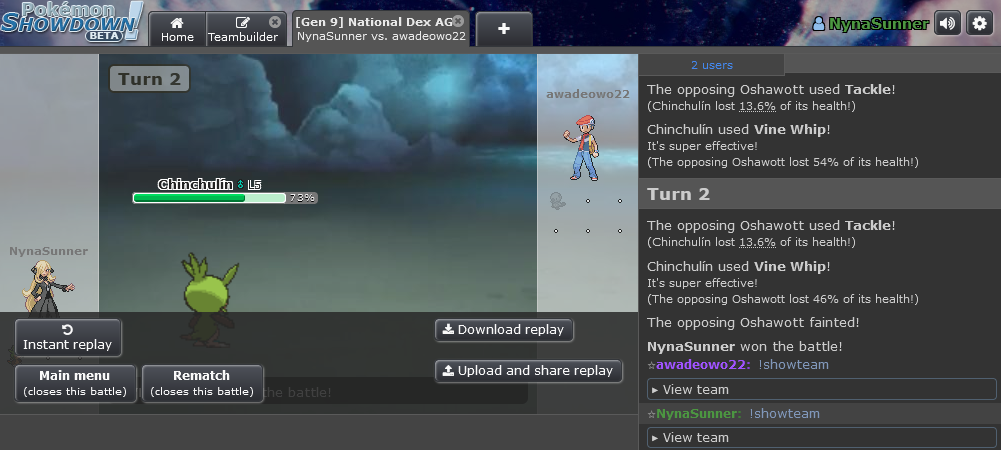 Pokémon
SHOWDOWN!
BETA
Home
Teambuilder
[Gen 9] National Dex AG
NynaSunner vs. awadeowo22
+
NynaSunner
Turn 2
awadeowo22
Chinchulín ♂ L5
73%
NynaSunner
Instant replay
Download replay
Upload and share replay
Main menu
(closes this battle)
Rematch
(closes this battle)
the battle!
2 users
The opposing Oshawott used Tackle!
(Chinchulín lost 13.6% of its health!)
Chinchulín used Vine Whip!
It's super effective!
(The opposing Oshawott lost 54% of its health!)
Turn 2
The opposing Oshawott used Tackle!
(Chinchulín lost 13.6% of its health!)
Chinchulín used Vine Whip!
It's super effective!
(The opposing Oshawott lost 46% of its health!)
The opposing Oshawott fainted!
NynaSunner won the battle!
☆awadeowo22: !showteam
▸ View team
☆NynaSunner: !showteam
▸ View team